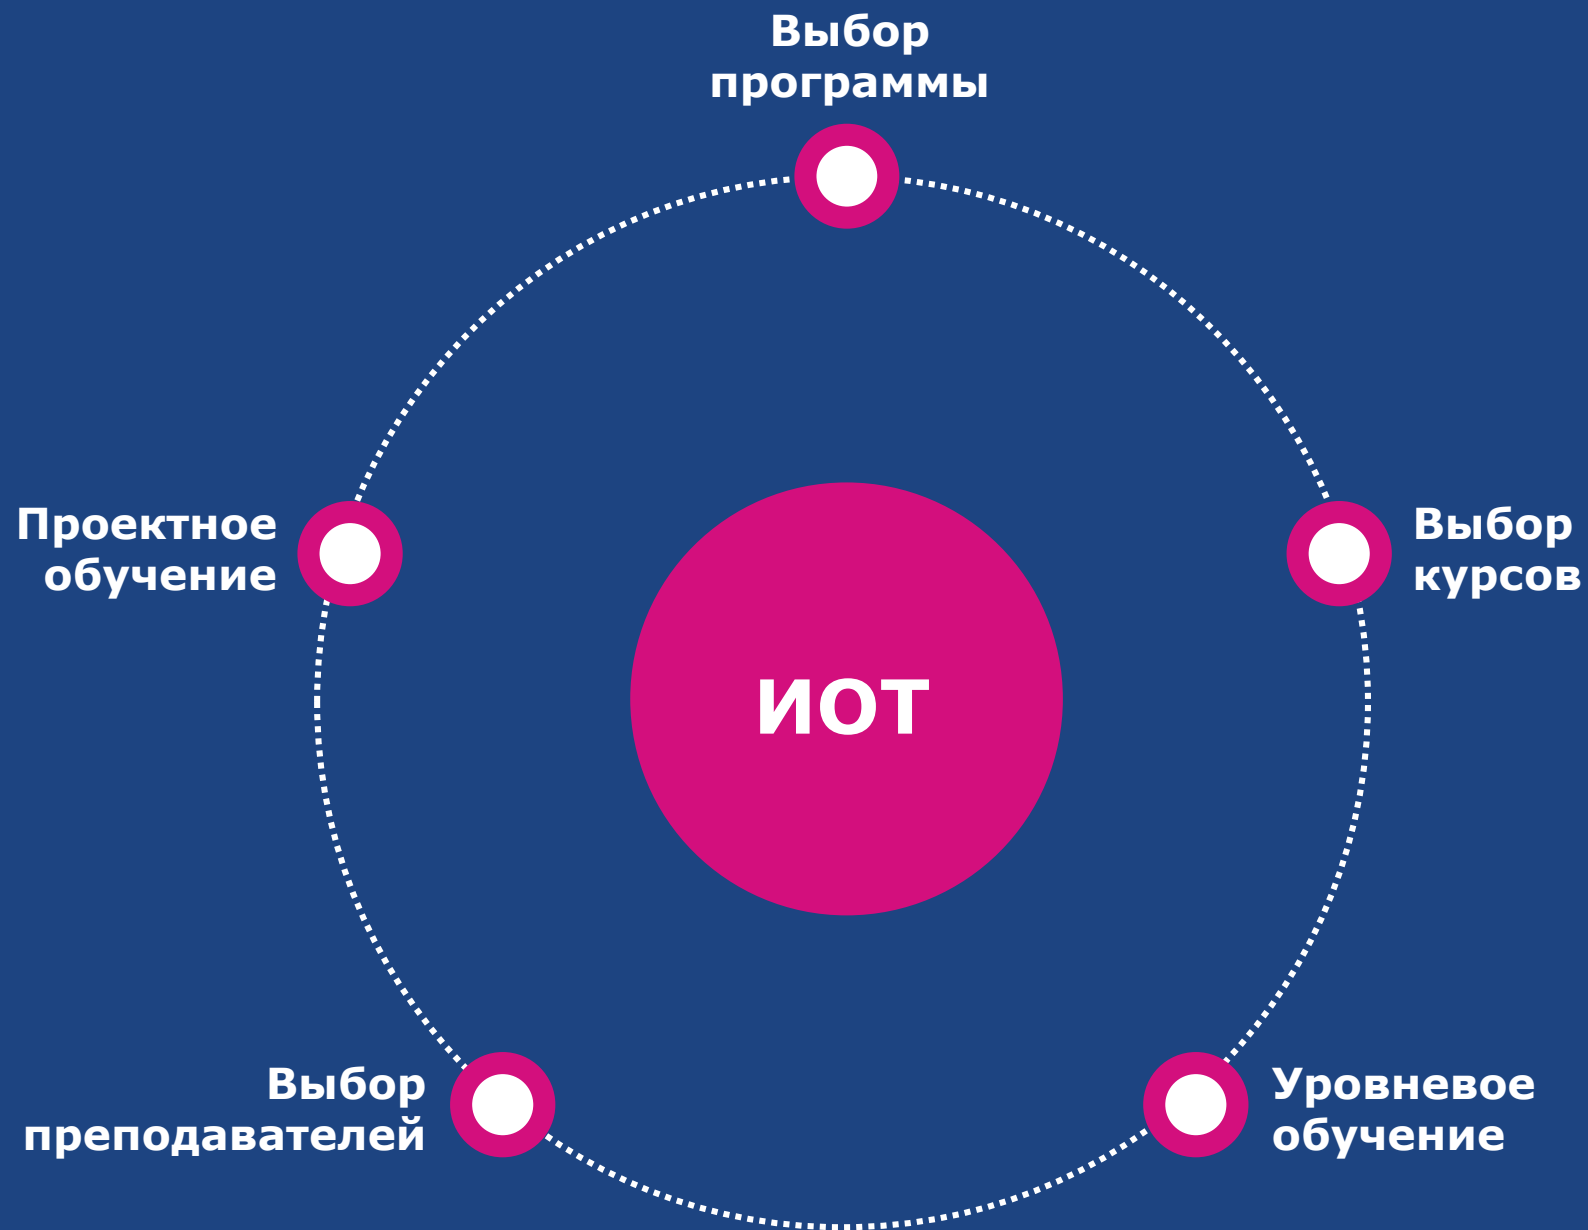 Выбор
программы
Проектное
обучение
Выбор
курсов
ИОТ
Выбор
преподавателей
Уровневое
обучение